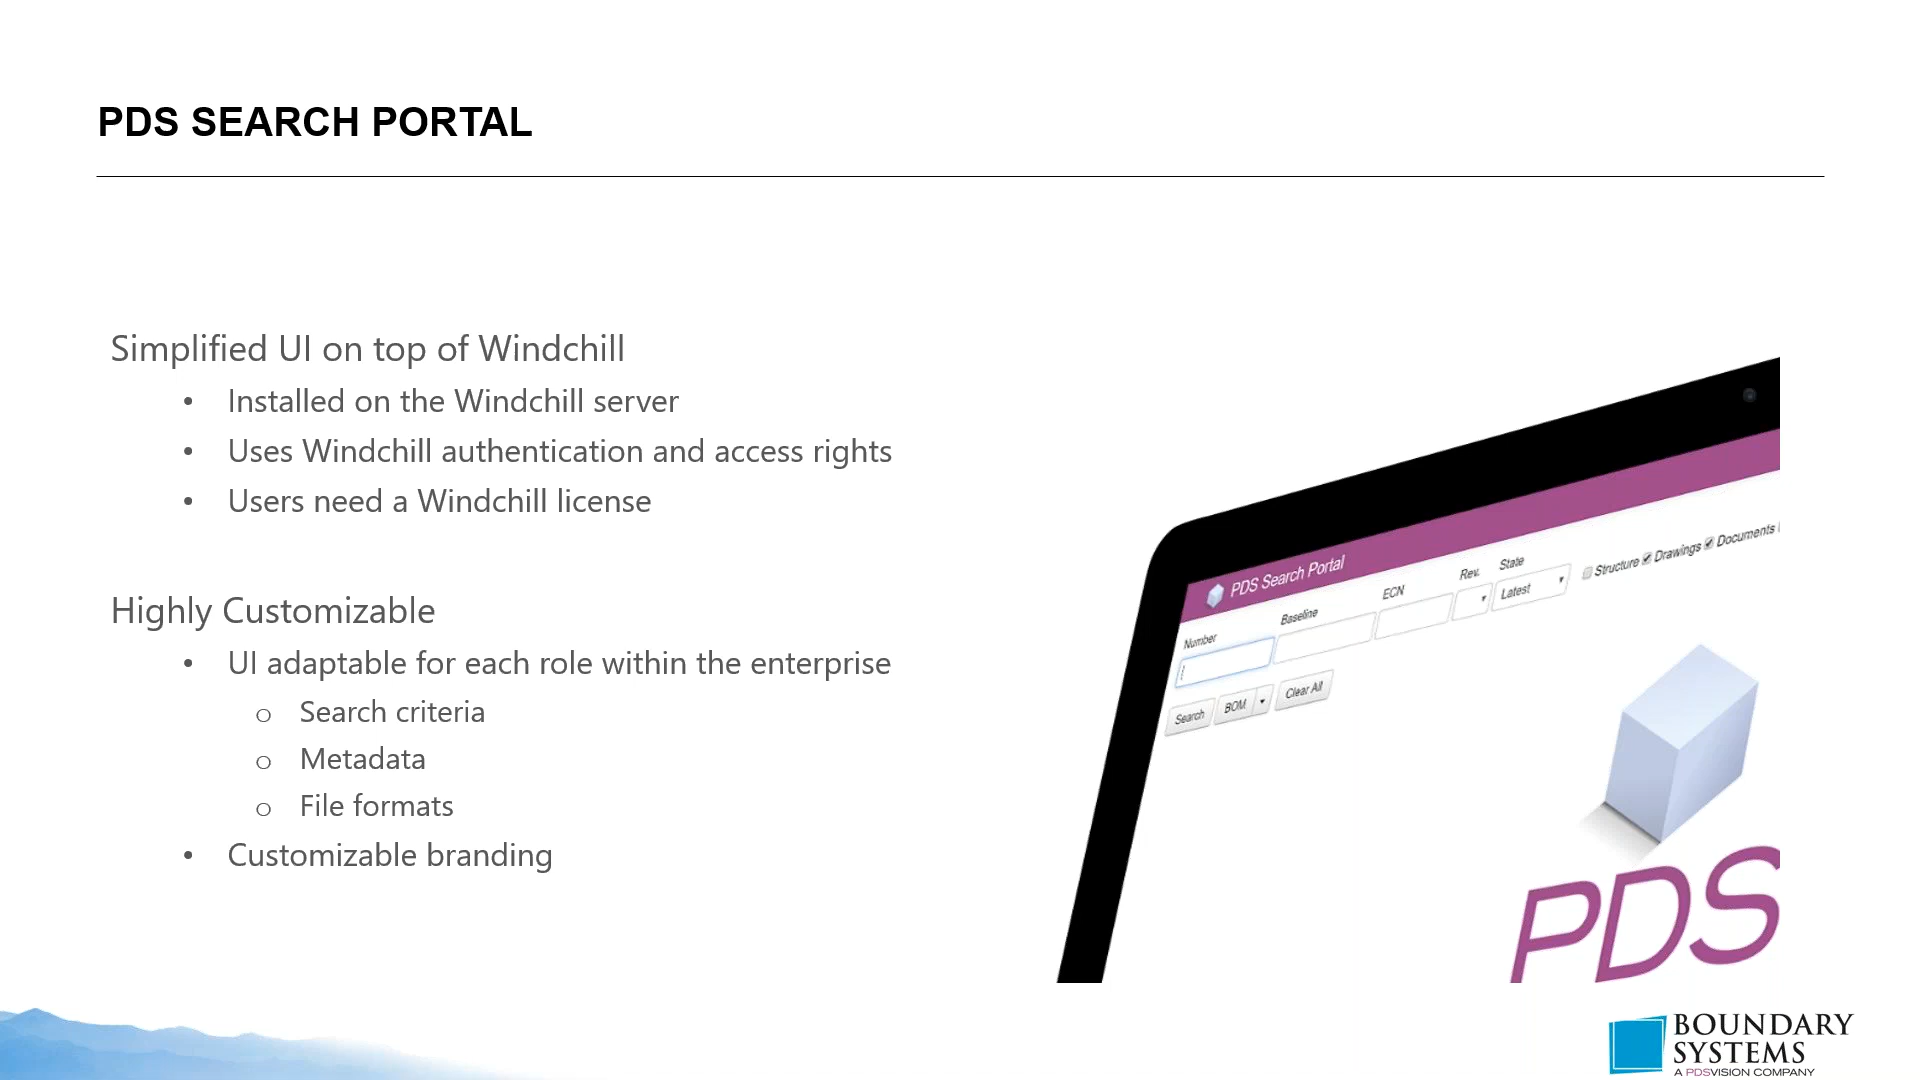 PDS SEARCH PORTAL
Simplified UI on top of Windchill
• Installed on the Windchill server
• Uses Windchill authentication and access rights
• Users need a Windchill license
Highly Customizable
• UI adaptable for each role within the enterprise
o Search criteria
o Metadata
o File formats
• Customizable branding
PDS Search Portal
Number Baseline ECN Rev. State
Latest Structure Drawings Documents
Search BOM Clear All
PDS
BOUNDARY
SYSTEMS
A PDSVISION COMPANY